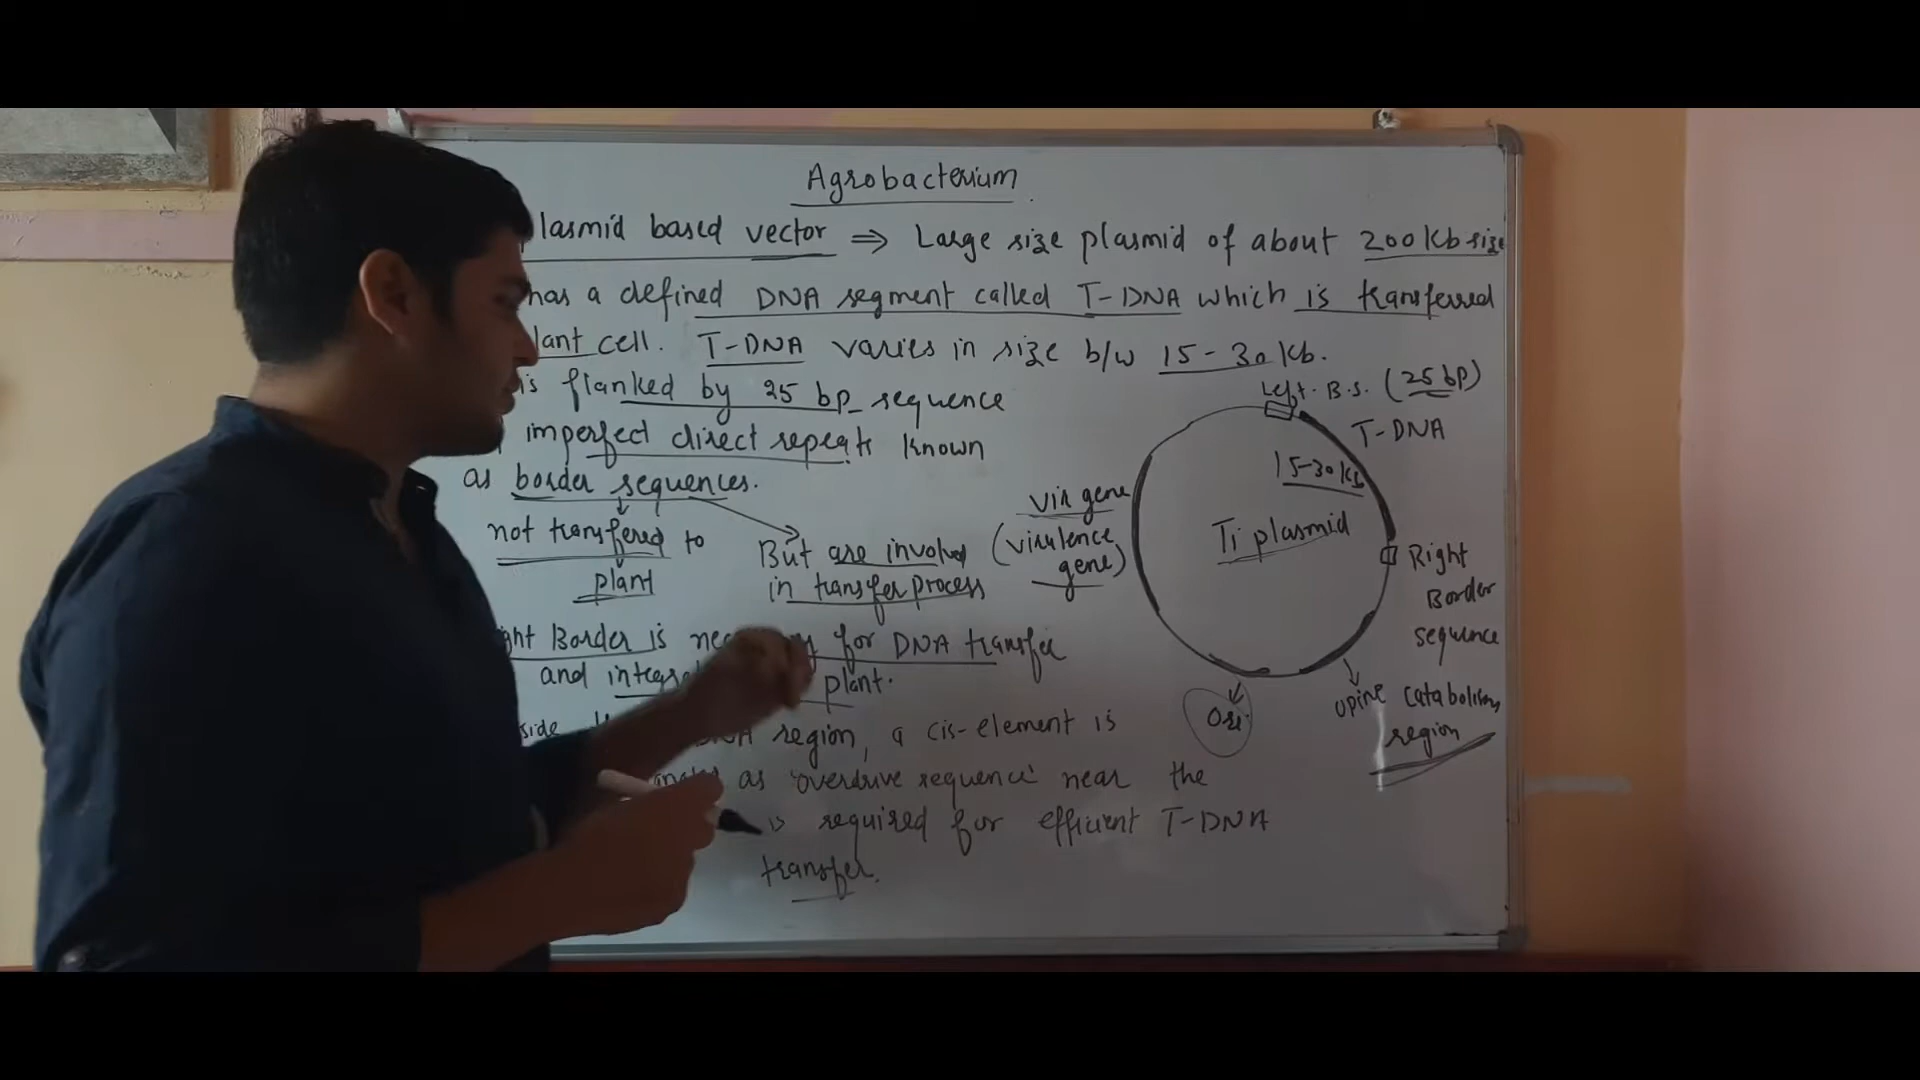 Agrobacterium
lasmid based vector ⇒ Large size plasmid of about 200 Kb size
has a defined DNA segment called T-DNA which is transferred
lant cell. T-DNA varies in size b/w 15-30 Kb.
is flanked by 25 bp sequence
imperfect direct repeats known
as border sequences.
not transfered to
plant
But are involved
in transfer process
ght Border is for DNA transfer
and plant.
side region, a cis-element is
as 'overdrive sequence' near the
is required for efficient T-DNA
transfer.
Left. B.S. (25 bp)
T-DNA
15-30 Kb
Vir gene
(virulence
gene)
Ti plasmid
Right
Border
sequence
Ori
opine catabolism
region